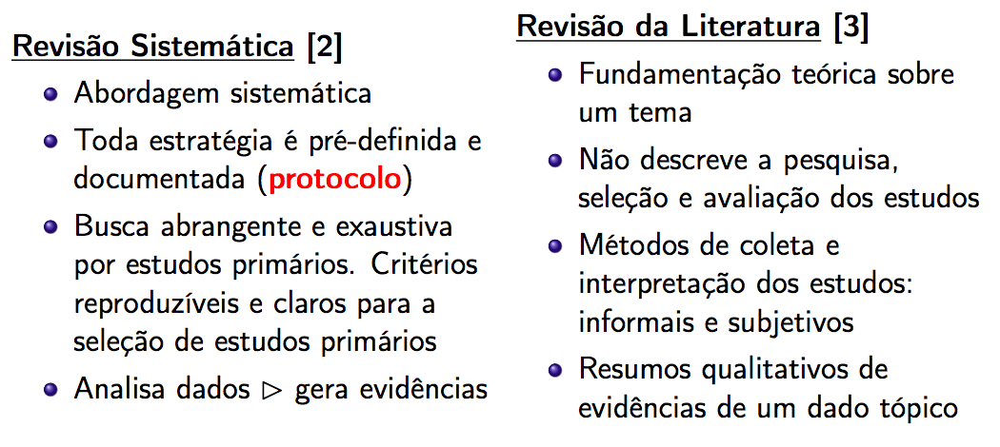 Revisão Sistemática [2]
Abordagem sistemática
Toda estratégia é pré-definida e
documentada (protocolo)
Busca abrangente e exaustiva
por estudos primários. Critérios
reproduzíveis e claros para a
seleção de estudos primários
Analisa dados ▷ gera evidências
Revisão da Literatura [3]
Fundamentação teórica sobre
um tema
Não descreve a pesquisa,
seleção e avaliação dos estudos
Métodos de coleta e
interpretação dos estudos:
informais e subjetivos
Resumos qualitativos de
evidências de um dado tópico